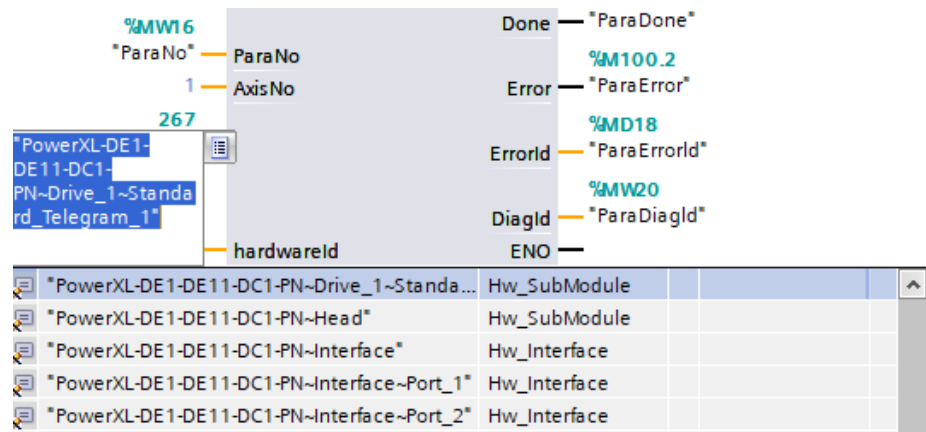 %MW16
"ParaNo"
ParaNo
1
AxisNo
267
"PowerXL-DE1-
DE11-DC1-
PN~Drive_1~Standa
rd_Telegram_1"
hardwareId
Done
"ParaDone"
%M100.2
Error
"ParaError"
%MD18
ErrorId
"ParaErrorId"
%MW20
DiagId
"ParaDiagId"
ENO
"PowerXL-DE1-DE11-DC1-PN~Drive_1~Standa... Hw_SubModule
"PowerXL-DE1-DE11-DC1-PN~Head" Hw_SubModule
"PowerXL-DE1-DE11-DC1-PN~Interface" Hw_Interface
"PowerXL-DE1-DE11-DC1-PN~Interface~Port_1" Hw_Interface
"PowerXL-DE1-DE11-DC1-PN~Interface~Port_2" Hw_Interface